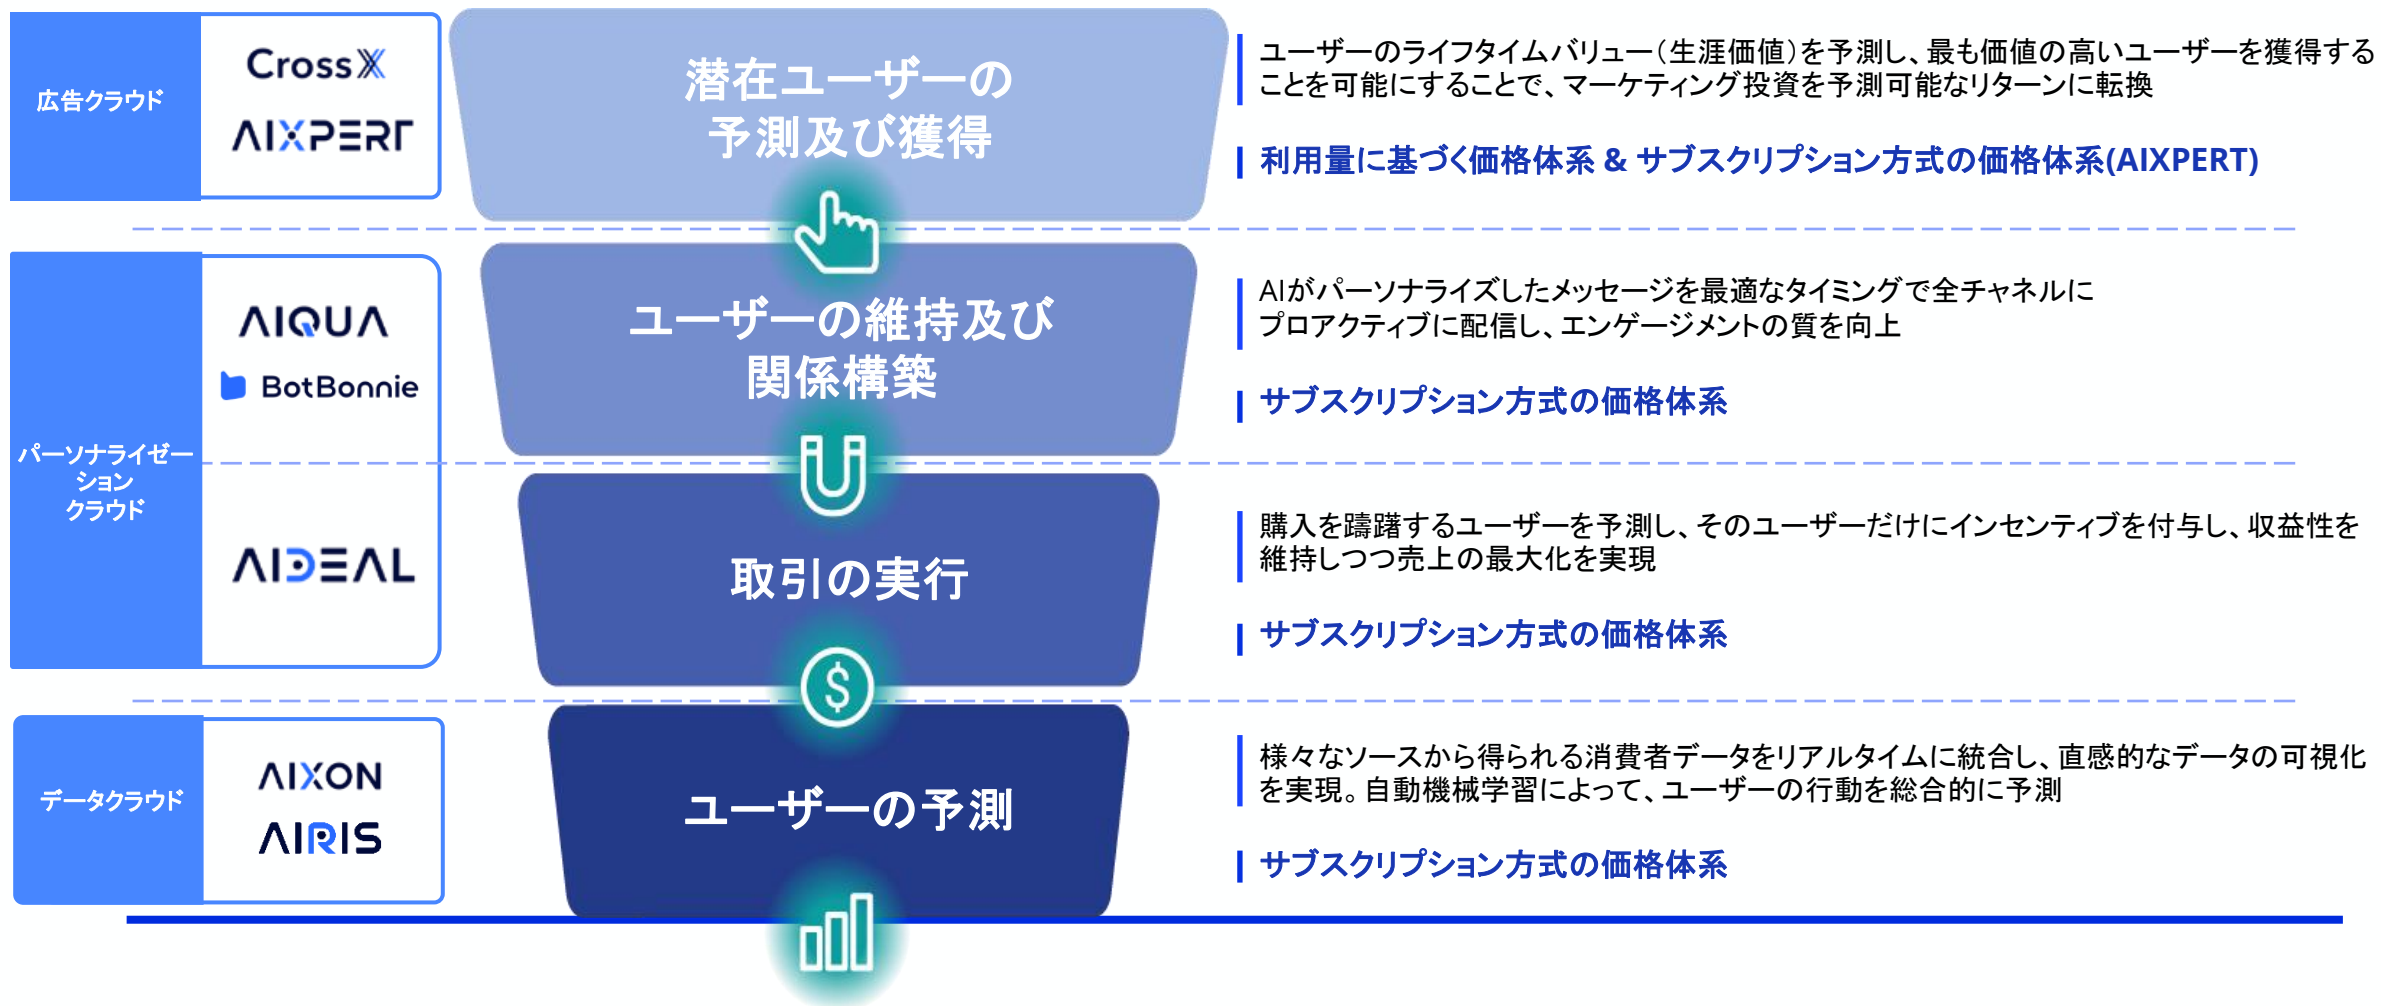 広告クラウド
CrossX
AIXPERT
潜在ユーザーの
予測及び獲得
ユーザーのライフタイムバリュー（生涯価値）を予測し、最も価値の高いユーザーを獲得する
ことを可能にすることで、マーケティング投資を予測可能なリターンに転換
利用量に基づく価格体系 & サブスクリプション方式の価格体系(AIXPERT)
パーソナライゼー
ション
クラウド
AIQUA
BotBonnie
ユーザーの維持及び
関係構築
AIがパーソナライズしたメッセージを最適なタイミングで全チャネルに
プロアクティブに配信し、エンゲージメントの質を向上
サブスクリプション方式の価格体系
AIDEAL
取引の実行
購入を躊躇するユーザーを予測し、そのユーザーだけにインセンティブを付与し、収益性を
維持しつつ売上の最大化を実現
サブスクリプション方式の価格体系
$
データクラウド
AIXON
AIRIS
ユーザーの予測
様々なソースから得られる消費者データをリアルタイムに統合し、直感的なデータの可視化
を実現。自動機械学習によって、ユーザーの行動を総合的に予測
サブスクリプション方式の価格体系